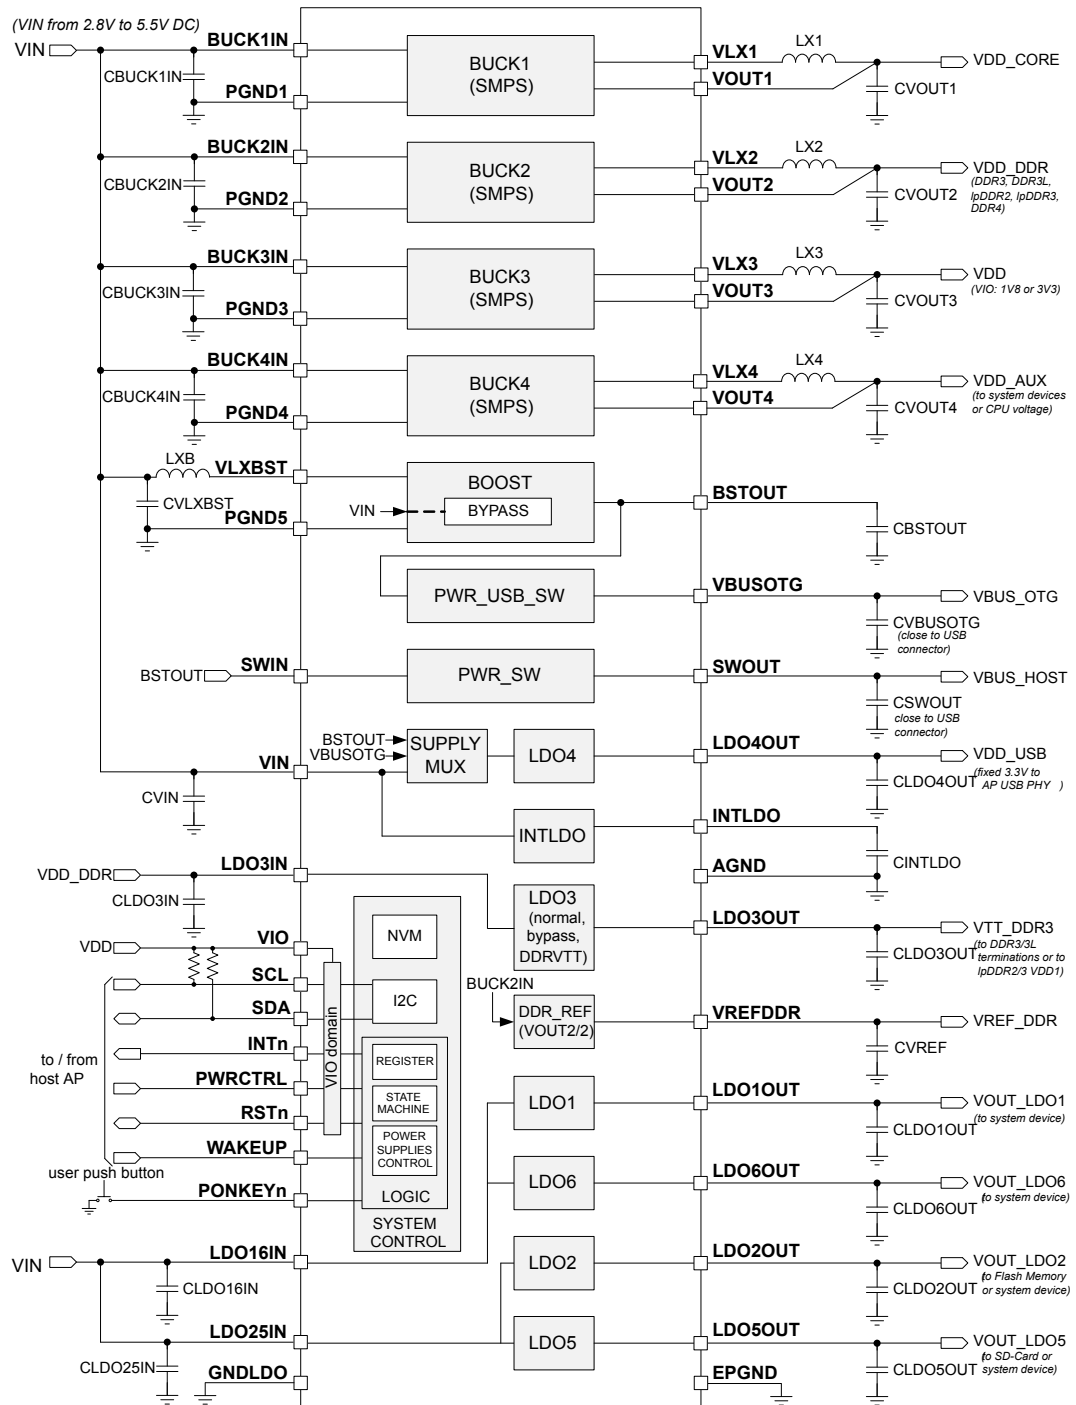 (VIN from 2.8V to 5.5V DC)
VIN
BUCK1IN
CBUCK1IN
PGND1
BUCK1
(SMPS)
VLX1
LX1
VOUT1
VDD_CORE
CVOUT1
BUCK2IN
CBUCK2IN
PGND2
BUCK2
(SMPS)
VLX2
LX2
VOUT2
VDD_DDR
(DDR3, DDR3L,
lpDDR2, lpDDR3,
DDR4)
CVOUT2
BUCK3IN
CBUCK3IN
PGND3
BUCK3
(SMPS)
VLX3
LX3
VOUT3
VDD
(VIO: 1V8 or 3V3)
CVOUT3
BUCK4IN
CBUCK4IN
PGND4
BUCK4
(SMPS)
VLX4
LX4
VOUT4
VDD_AUX
(to system devices
or CPU voltage)
CVOUT4
LXB
VLXBST
CVLXBST
PGND5
BOOST
VIN
BYPASS
BSTOUT
CBSTOUT
PWR_USB_SW
VBUSOTG
VBUS_OTG
CVBUSOTG
(close to USB
connector)
BSTOUT
SWIN
PWR_SW
SWOUT
VBUS_HOST
CSWOUT
close to USB
connector)
BSTOUT
VBUSOTG
SUPPLY
MUX
LDO4
LDO4OUT
VDD_USB
(fixed 3.3V to
AP USB PHY )
CLDO4OUT
VIN
CVIN
INTLDO
INTLDO
CINTLDO
AGND
VDD_DDR
LDO3IN
CLDO3IN
LDO3
(normal,
bypass,
DDRVTT)
LDO3OUT
VTT_DDR3
(to DDR3/3L
terminations or to
lpDDR2/3 VDD1)
CLDO3OUT
VDD
VIO
SCL
SDA
INTn
PWRCTRL
RSTn
WAKEUP
PONKEYn
to / from
host AP
user push button
VIO domain
NVM
I2C
REGISTER
STATE
MACHINE
POWER
SUPPLIES
CONTROL
LOGIC
SYSTEM
CONTROL
BUCK2IN
DDR_REF
(VOUT2/2)
VREFDDR
VREF_DDR
CVREF
LDO1
LDO1OUT
VOUT_LDO1
(to system device)
CLDO1OUT
LDO6
LDO6OUT
VOUT_LDO6
(to system device)
CLDO6OUT
VIN
LDO16IN
CLDO16IN
LDO2
LDO2OUT
VOUT_LDO2
(to Flash Memory
or system device)
CLDO2OUT
LDO25IN
CLDO25IN
LDO5
LDO5OUT
VOUT_LDO5
(to SD-Card or
system device)
CLDO5OUT
GNDLDO
EPGND